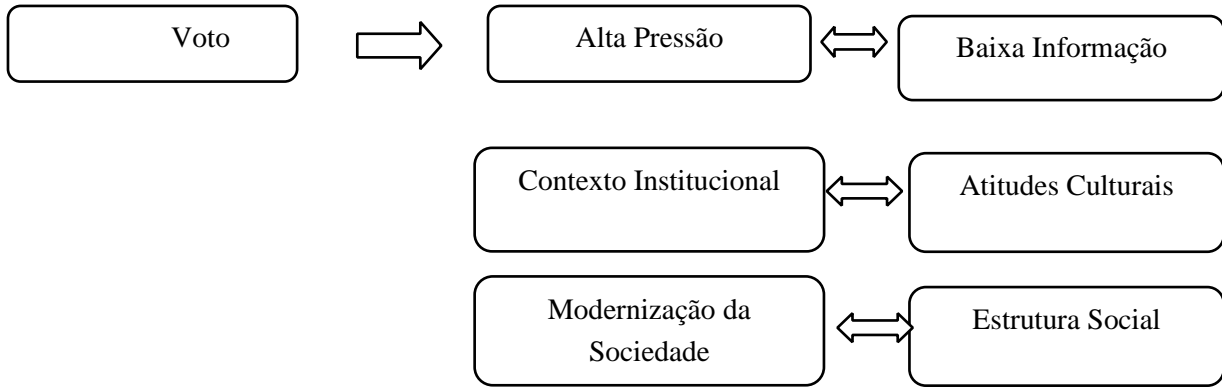 Voto
Alta Pressão
Baixa Informação
Contexto Institucional
Atitudes Culturais
Modernização da
Sociedade
Estrutura Social